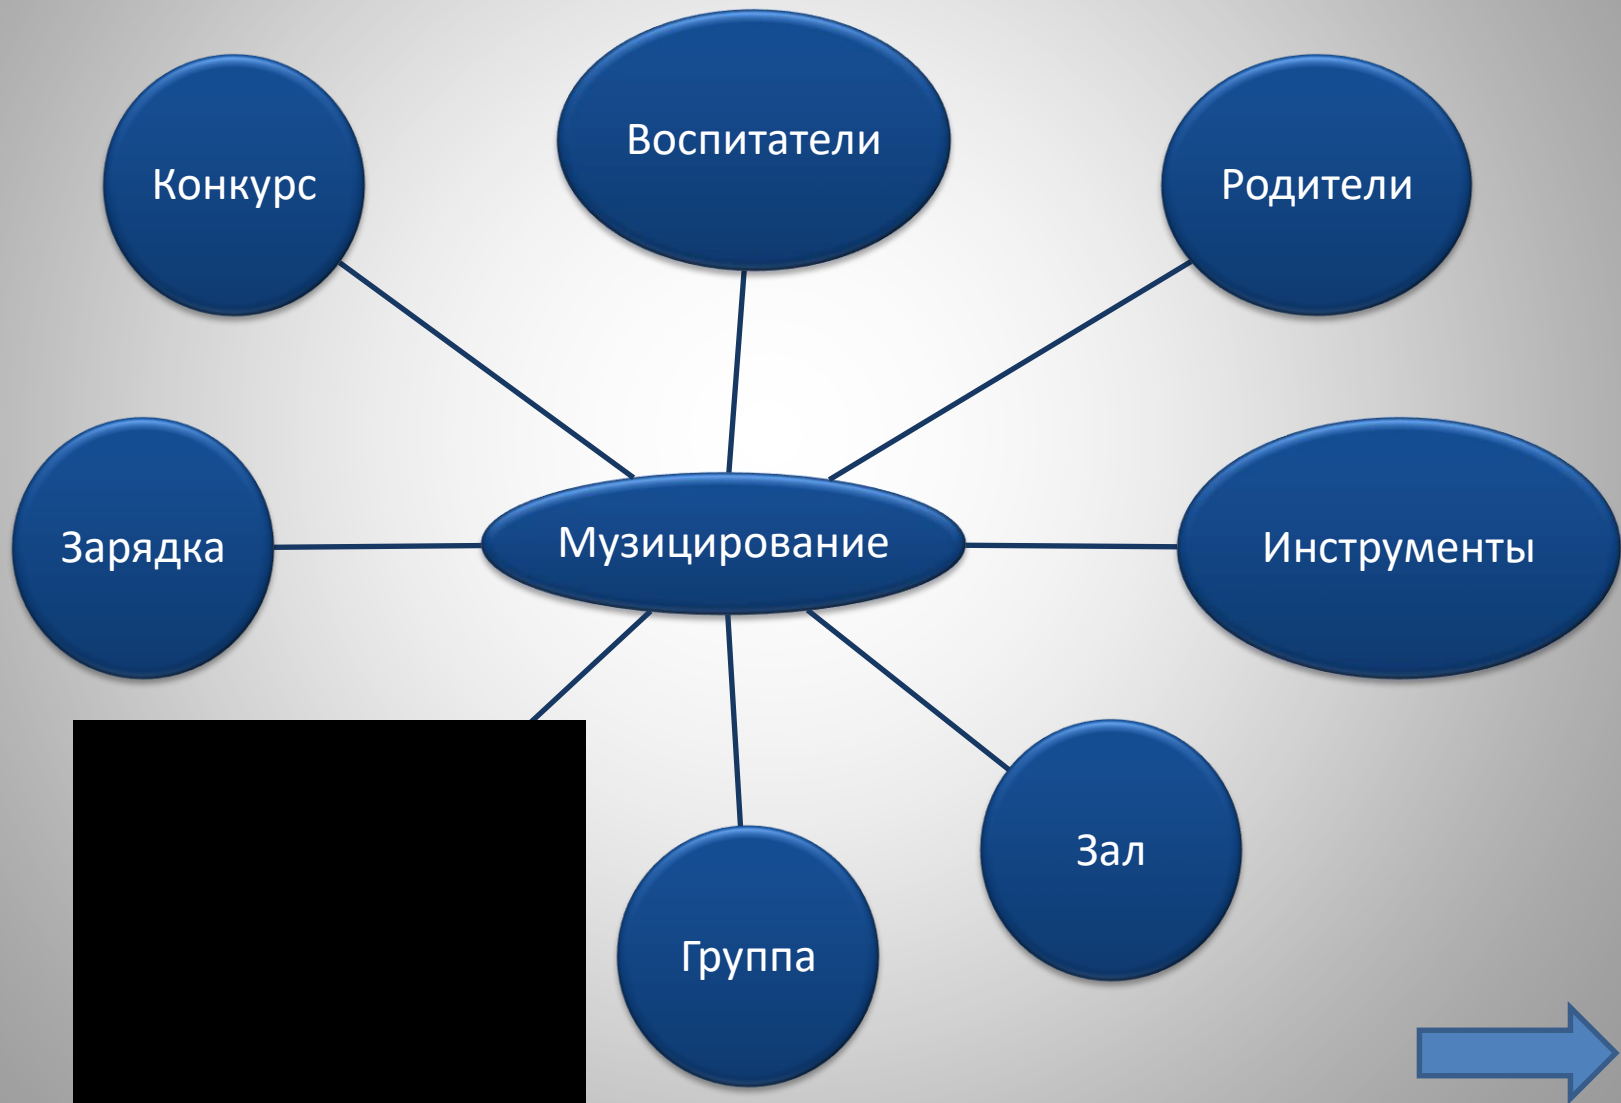 Воспитатели
Конкурс
Родители
Зарядка
Музицирование
Инструменты
Зал
Группа